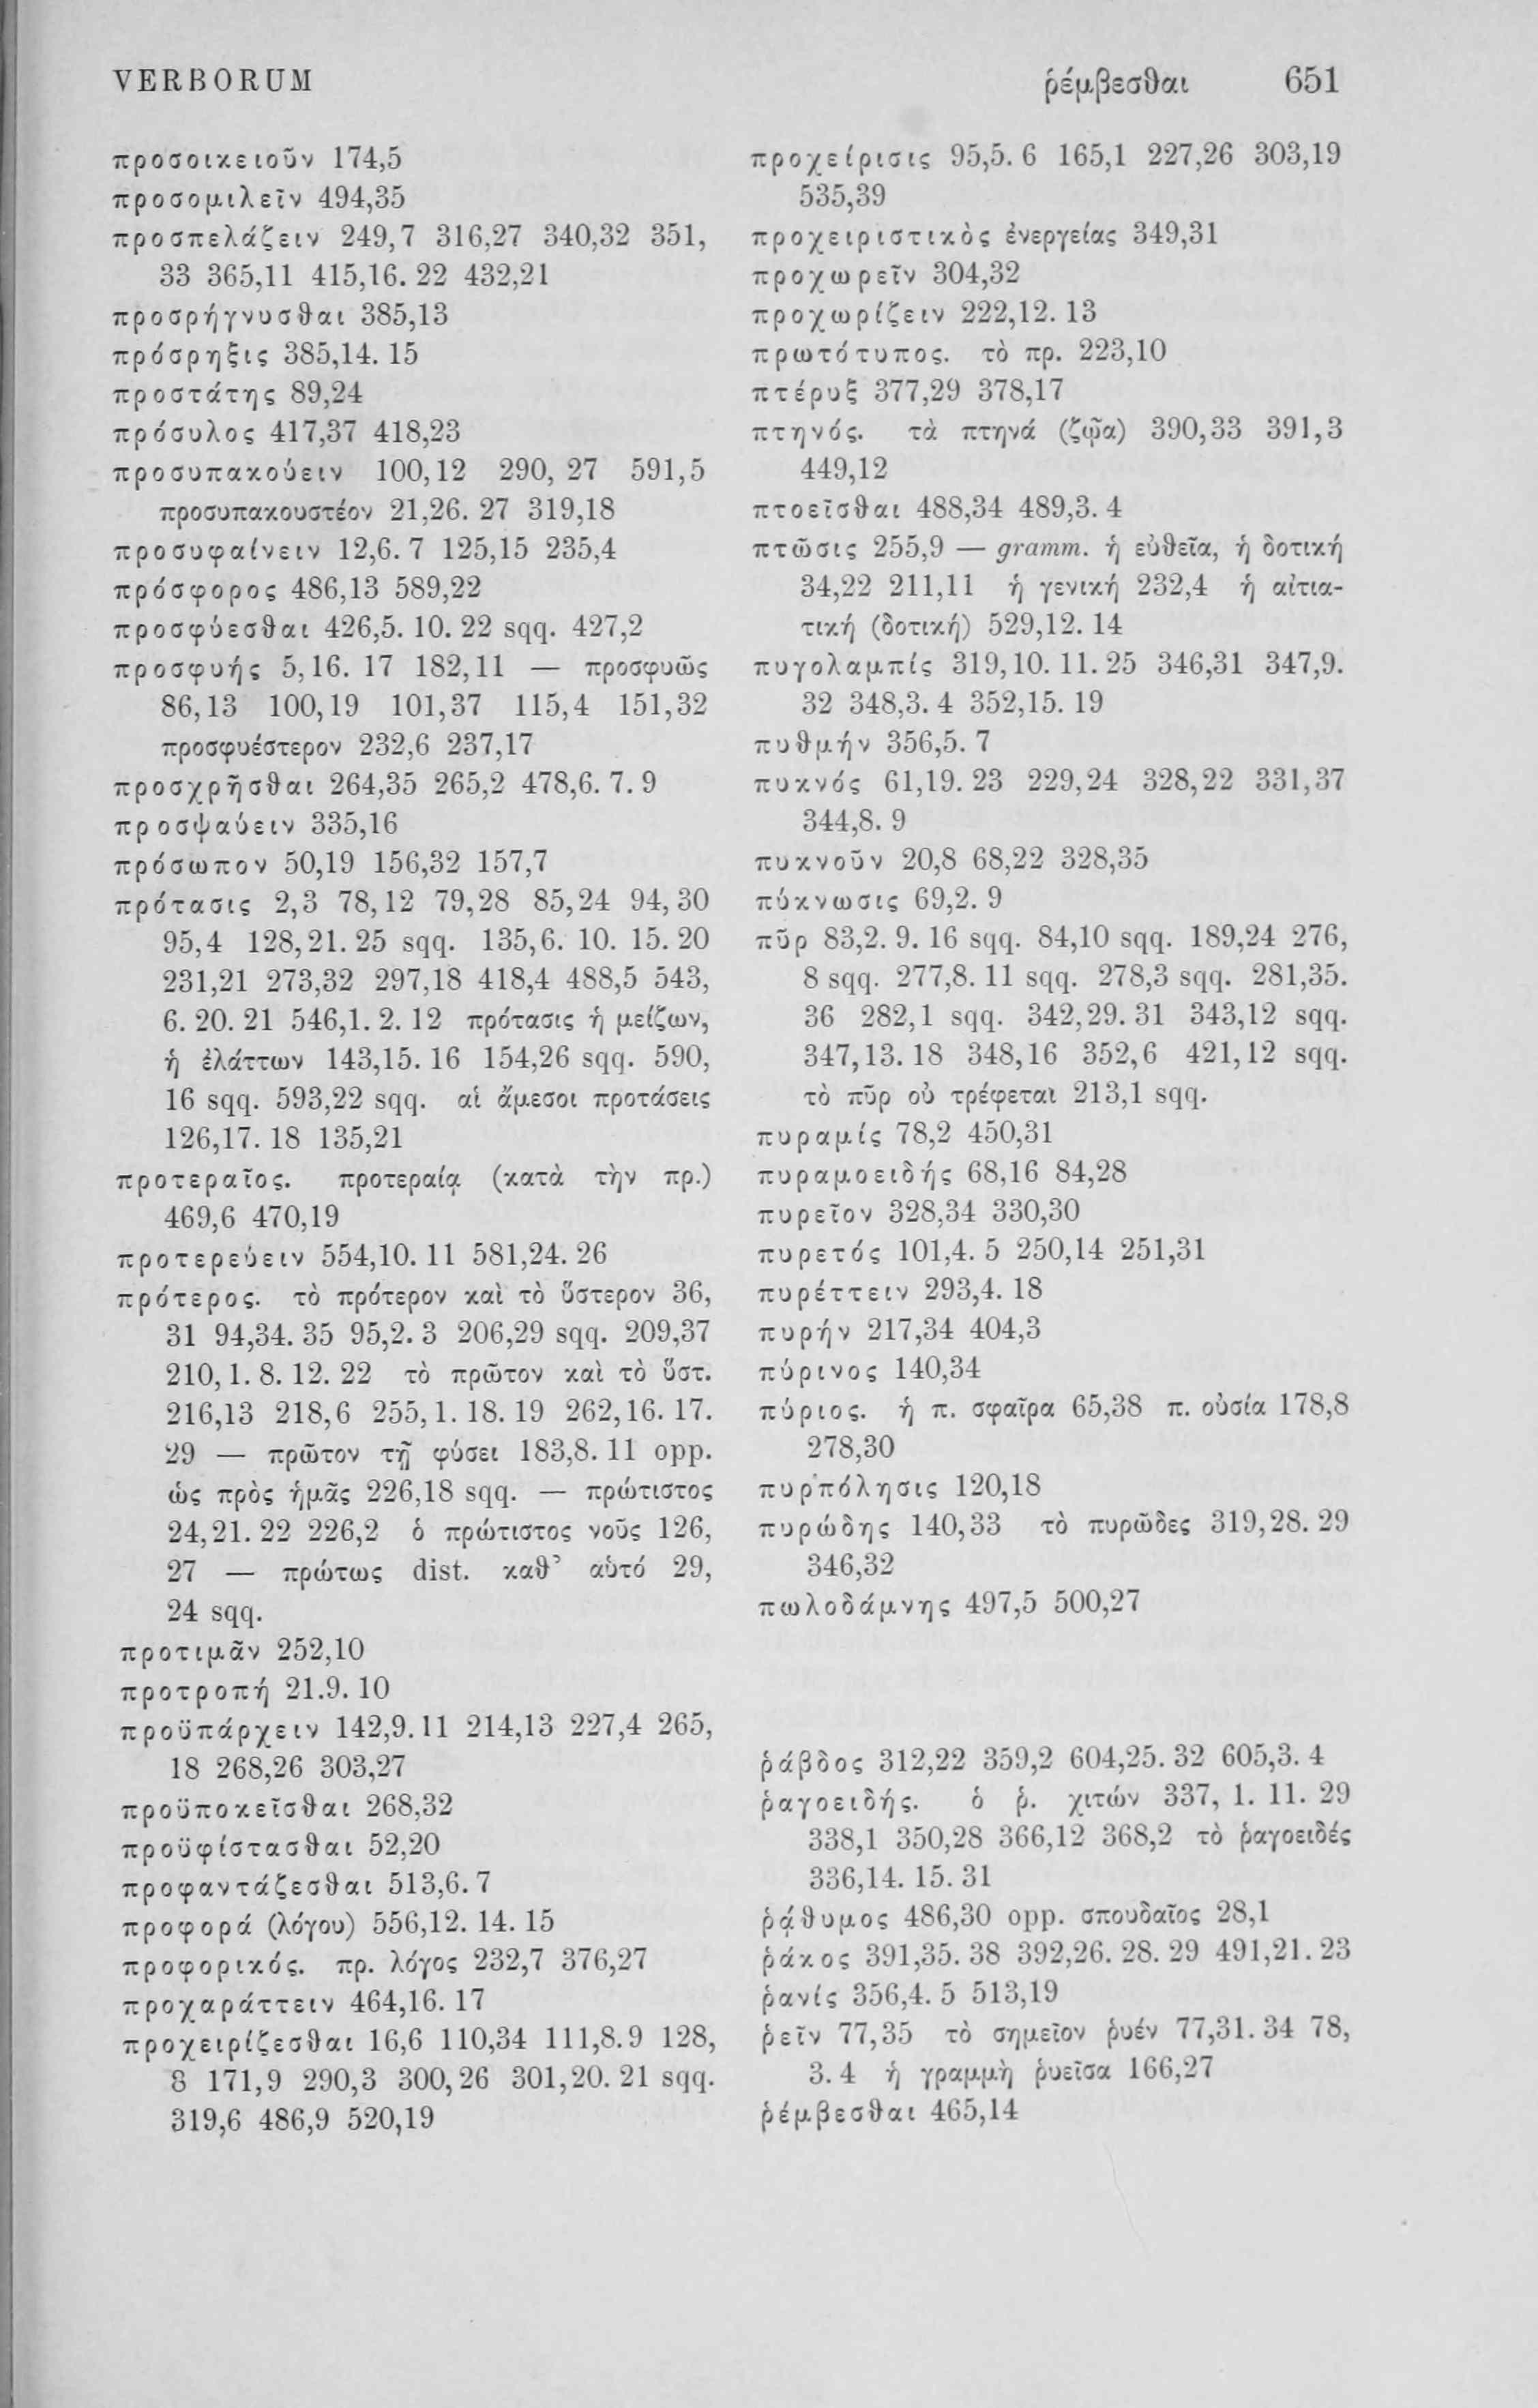 VERBORUM ῥέμβεσθαι 651
προσοικειοῦν 174,5
προσομιλεῖν 494,35
προσπελάζειν 249,7 316,27 340,32 351,
33 365,11 415,16. 22 432,21
προσρήγνυσθαι 385,13
πρόσρηξις 385,14. 15
προστάτης 89,24
πρόσυλος 417,37 418,23
προσυπακούειν 100,12 290, 27 591,5
προσυπακουστέον 21,26. 27 319,18
προσυφαίνειν 12,6. 7 125,15 235,4
πρόσφορος 486,13 589,22
προσφύεσθαι 426,5. 10. 22 sqq. 427,2
προσφυής 5,16. 17 182,11 — προσφυῶς
86,13 100,19 101,37 115,4 151,32
προσφυέστερον 232,6 237,17
προσχρῆσθαι 264,35 265,2 478,6. 7. 9
προσψαύειν 335,16
πρόσωπον 50,19 156,32 157,7
πρότασις 2,3 78,12 79,28 85,24 94,30
95,4 128,21. 25 sqq. 135,6. 10. 15. 20
231,21 273,32 297,18 418,4 488,5 543,
6. 20. 21 546,1. 2. 12 πρότασις ἡ μείζων,
ἡ ἐλάττων 143,15. 16 154,26 sqq. 590,
16 sqq. 593,22 sqq. αἱ ἄμεσοι προτάσεις
126,17. 18 135,21
προτεραῖος. προτεραίᾳ (κατὰ τὴν πρ.)
469,6 470,19
προτερεύειν 554,10. 11 581,24. 26
πρότερος. τὸ πρότερον καὶ τὸ ὕστερον 36,
31 94,34. 35 95,2. 3 206,29 sqq. 209,37
210,1. 8. 12. 22 τὸ πρῶτον καὶ τὸ ὕστ.
216,13 218,6 255,1. 18. 19 262,16. 17.
29 — πρῶτον τῇ φύσει 183,8. 11 opp.
ὡς πρὸς ἡμᾶς 226,18 sqq. — πρώτιστος
24,21. 22 226,2 ὁ πρώτιστος νοῦς 126,
27 — πρώτως dist. καθ’ αὑτό 29,
24 sqq.
προτιμᾶν 252,10
προτροπή 21.9. 10
προϋπάρχειν 142,9. 11 214,13 227,4 265,
18 268,26 303,27
προϋποκεῖσθαι 268,32
προϋφίστασθαι 52,20
προφαντάζεσθαι 513,6. 7
προφορά (λόγου) 556,12. 14. 15
προφορικός. πρ. λόγος 232,7 376,27
προχαράττειν 464,16. 17
προχειρίζεσθαι 16,6 110,34 111,8. 9 128,
8 171,9 290,3 300,26 301,20. 21 sqq.
319,6 486,9 520,19
προχείρισις 95,5. 6 165,1 227,26 303,19
535,39
προχειριστικὸς ἐνεργείας 349,31
προχωρεῖν 304,32
προχωρίζειν 222,12. 13
πρωτότυπος. τὸ πρ. 223,10
πτέρυξ 377,29 378,17
πτηνός. τὰ πτηνά (ζῷα) 390,33 391,3
449,12
πτοεῖσθαι 488,34 489,3. 4
πτῶσις 255,9 — gramm. ἡ εὐθεῖα, ἡ δοτική
34,22 211,11 ἡ γενική 232,4 ἡ αἰτια-
τική (δοτική) 529,12. 14
πυγολαμπίς 319,10. 11. 25 346,31 347,9.
32 348,3. 4 352,15. 19
πυθμήν 356,5. 7
πυκνός 61,19. 23 229,24 328,22 331,37
344,8. 9
πυκνοῦν 20,8 68,22 328,35
πύκνωσις 69,2. 9
πῦρ 83,2. 9. 16 sqq. 84,10 sqq. 189,24 276,
8 sqq. 277,8. 11 sqq. 278,3 sqq. 281,35.
36 282,1 sqq. 342,29. 31 343,12 sqq.
347,13. 18 348,16 352,6 421,12 sqq.
τὸ πῦρ οὐ τρέφεται 213,1 sqq.
πυραμίς 78,2 450,31
πυραμοειδής 68,16 84,28
πυρεῖον 328,34 330,30
πυρετός 101,4. 5 250,14 251,31
πυρέττειν 293,4. 18
πυρήν 217,34 404,3
πύρινος 140,34
πύριος. ἡ π. σφαῖρα 65,38 π. οὐσία 178,8
278,30
πυρπόλησις 120,18
πυρώδης 140,33 τὸ πυρῶδες 319,28. 29
346,32
πωλοδάμνης 497,5 500,27
ῥάβδος 312,22 359,2 604,25. 32 605,3. 4
ῥαγοειδής. ὁ ῥ. χιτών 337, 1. 11. 29
338,1 350,28 366,12 368,2 τὸ ῥαγοειδές
336,14. 15. 31
ῥᾴθυμος 486,30 opp. σπουδαῖος 28,1
ῥάκος 391,35. 38 392,26. 28. 29 491,21. 23
ῥανίς 356,4. 5 513,19
ῥεῖν 77,35 τὸ σημεῖον ῥυέν 77,31. 34 78,
3. 4 ἡ γραμμὴ ῥυεῖσα 166,27
ῥέμβεσθαι 465,14